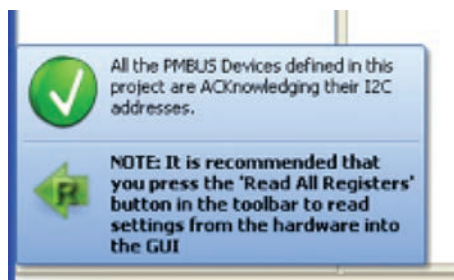 All the PMBUS Devices defined in this
project are ACKnowledging their I2C
addresses.
R
NOTE: It is recommended that
you press the 'Read All Registers'
button in the toolbar to read
settings from the hardware into
the GUI